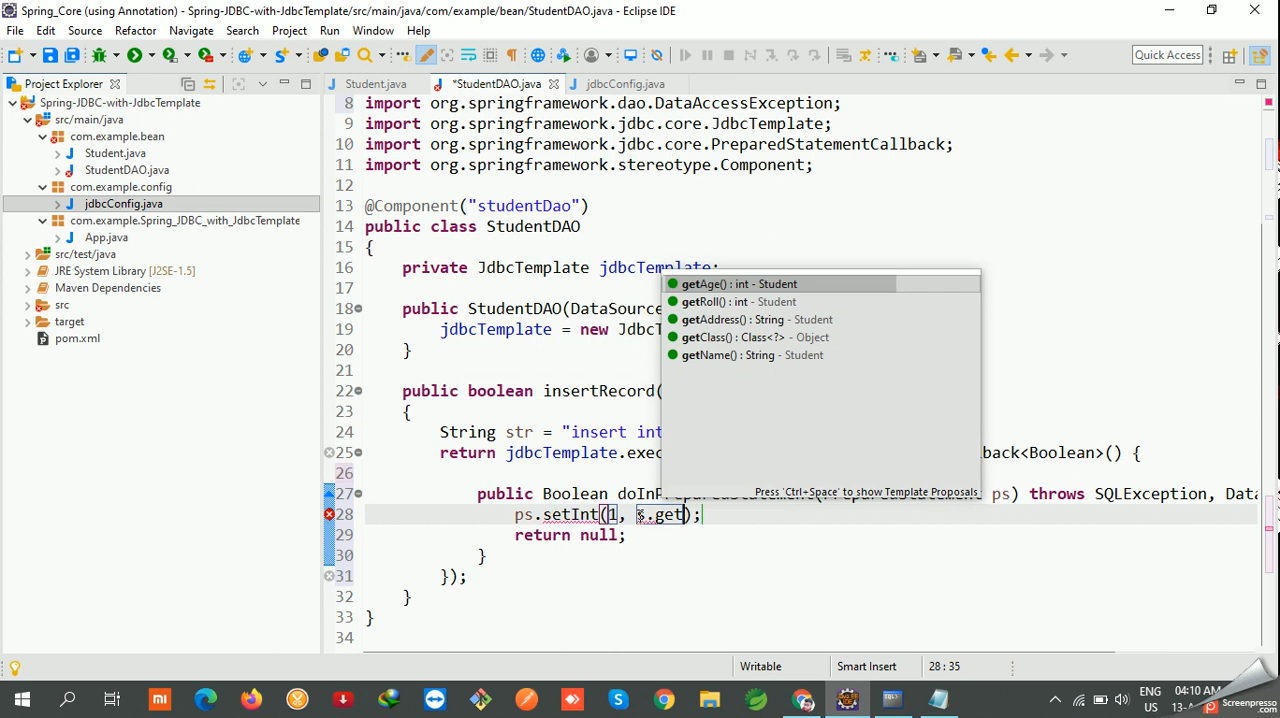 Spring_Core (using Annotation) - Spring-JDBC-with-JdbcTemplate/src/main/java/com/example/bean/StudentDAO.java - Eclipse IDE
File Edit Source Refactor Navigate Search Project Run Window Help
Quick Access
Project Explorer
Student.java *StudentDAO.java jdbcConfig.java
Spring-JDBC-with-JdbcTemplate
src/main/java
com.example.bean
Student.java
StudentDAO.java
com.example.config
jdbcConfig.java
com.example.Spring_JDBC_with_JdbcTemplate
App.java
src/test/java
JRE System Library [J2SE-1.5]
Maven Dependencies
src
target
pom.xml
8 import org.springframework.dao.DataAccessException;
9 import org.springframework.jdbc.core.JdbcTemplate;
10 import org.springframework.jdbc.core.PreparedStatementCallback;
11 import org.springframework.stereotype.Component;
12
13 @Component("studentDao")
14 public class StudentDAO
15 {
16 private JdbcTemplate jdbcTemplate;
17
18 public StudentDAO(DataSourc
19 jdbcTemplate = new JdbcT
20 }
21
22 public boolean insertRecord(
23 {
24 String str = "insert int
25 return jdbcTemplate.exec back<Boolean>() {
26
27 public Boolean doInPreparedStatement(PreparedStatement ps) throws SQLException, Data
28 ps.setInt(1, s.get);
29 return null;
30 }
31 });
32 }
33 }
34
getAge() : int - Student
getRoll() : int - Student
getAddress() : String - Student
getClass() : Class<?> - Object
getName() : String - Student
Press 'Ctrl+Space' to show Template Proposals
Writable Smart Insert 28 : 35
ENG
US
04:10 AM
Screenpresso
.com